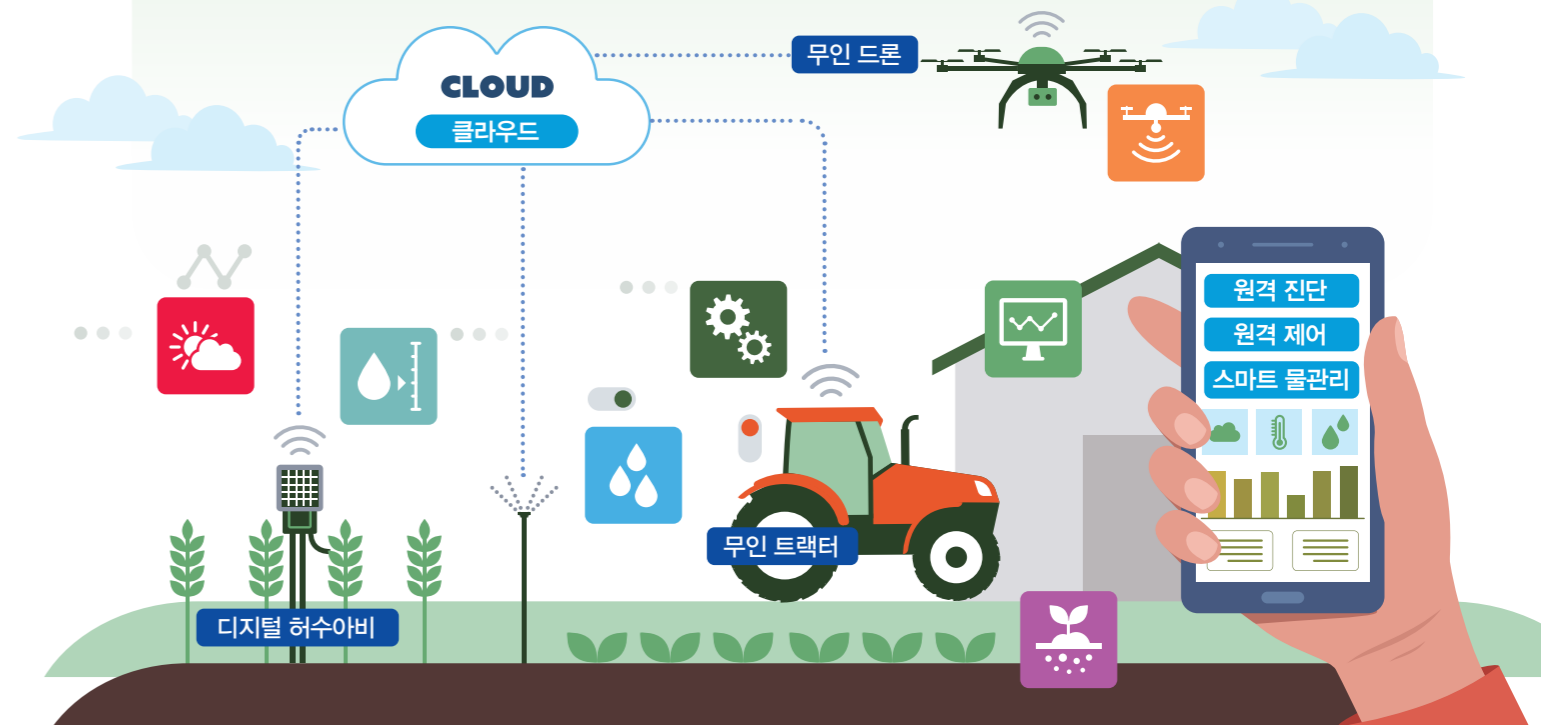 무인 드론
CLOUD
클라우드
원격 진단
원격 제어
스마트 물관리
무인 트랙터
디지털 허수아비